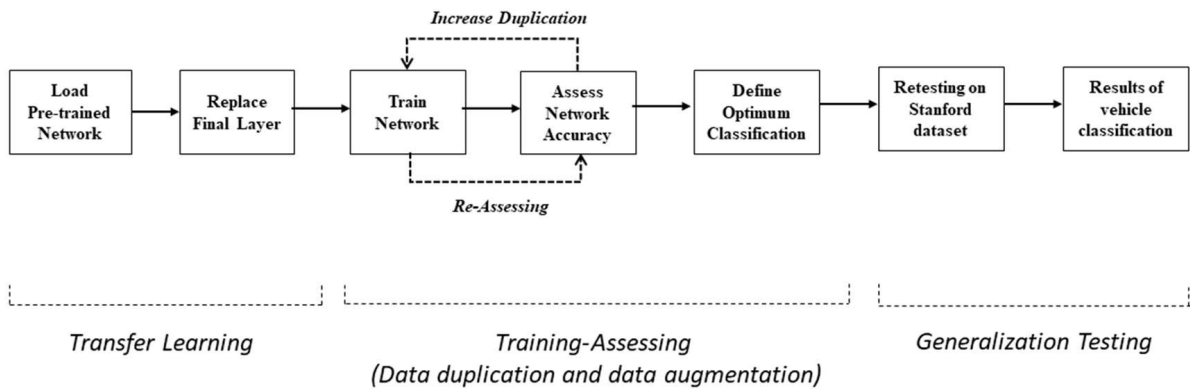 Increase Duplication
Load
Pre-trained
Network
Replace
Final Layer
Train
Network
Assess
Network
Accuracy
Define
Optimum
Classification
Retesting on
Stanford
dataset
Results of
vehicle
classification
Re-Assessing
Transfer Learning
Training-Assessing
(Data duplication and data augmentation)
Generalization Testing